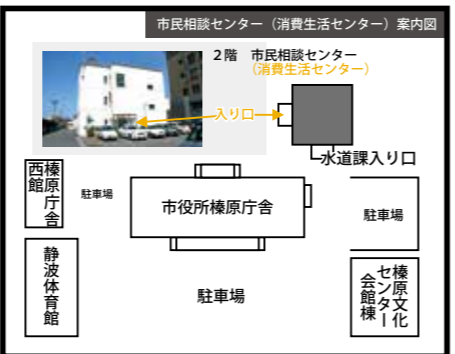 市民相談センター（消費生活センター）案内図
2階　市民相談センター
（消費生活センター）
入り口
水道課入り口
榛原庁舎
西館
駐車場
市役所榛原庁舎
駐車場
静波体育館
駐車場
榛原文化
センター
会館棟